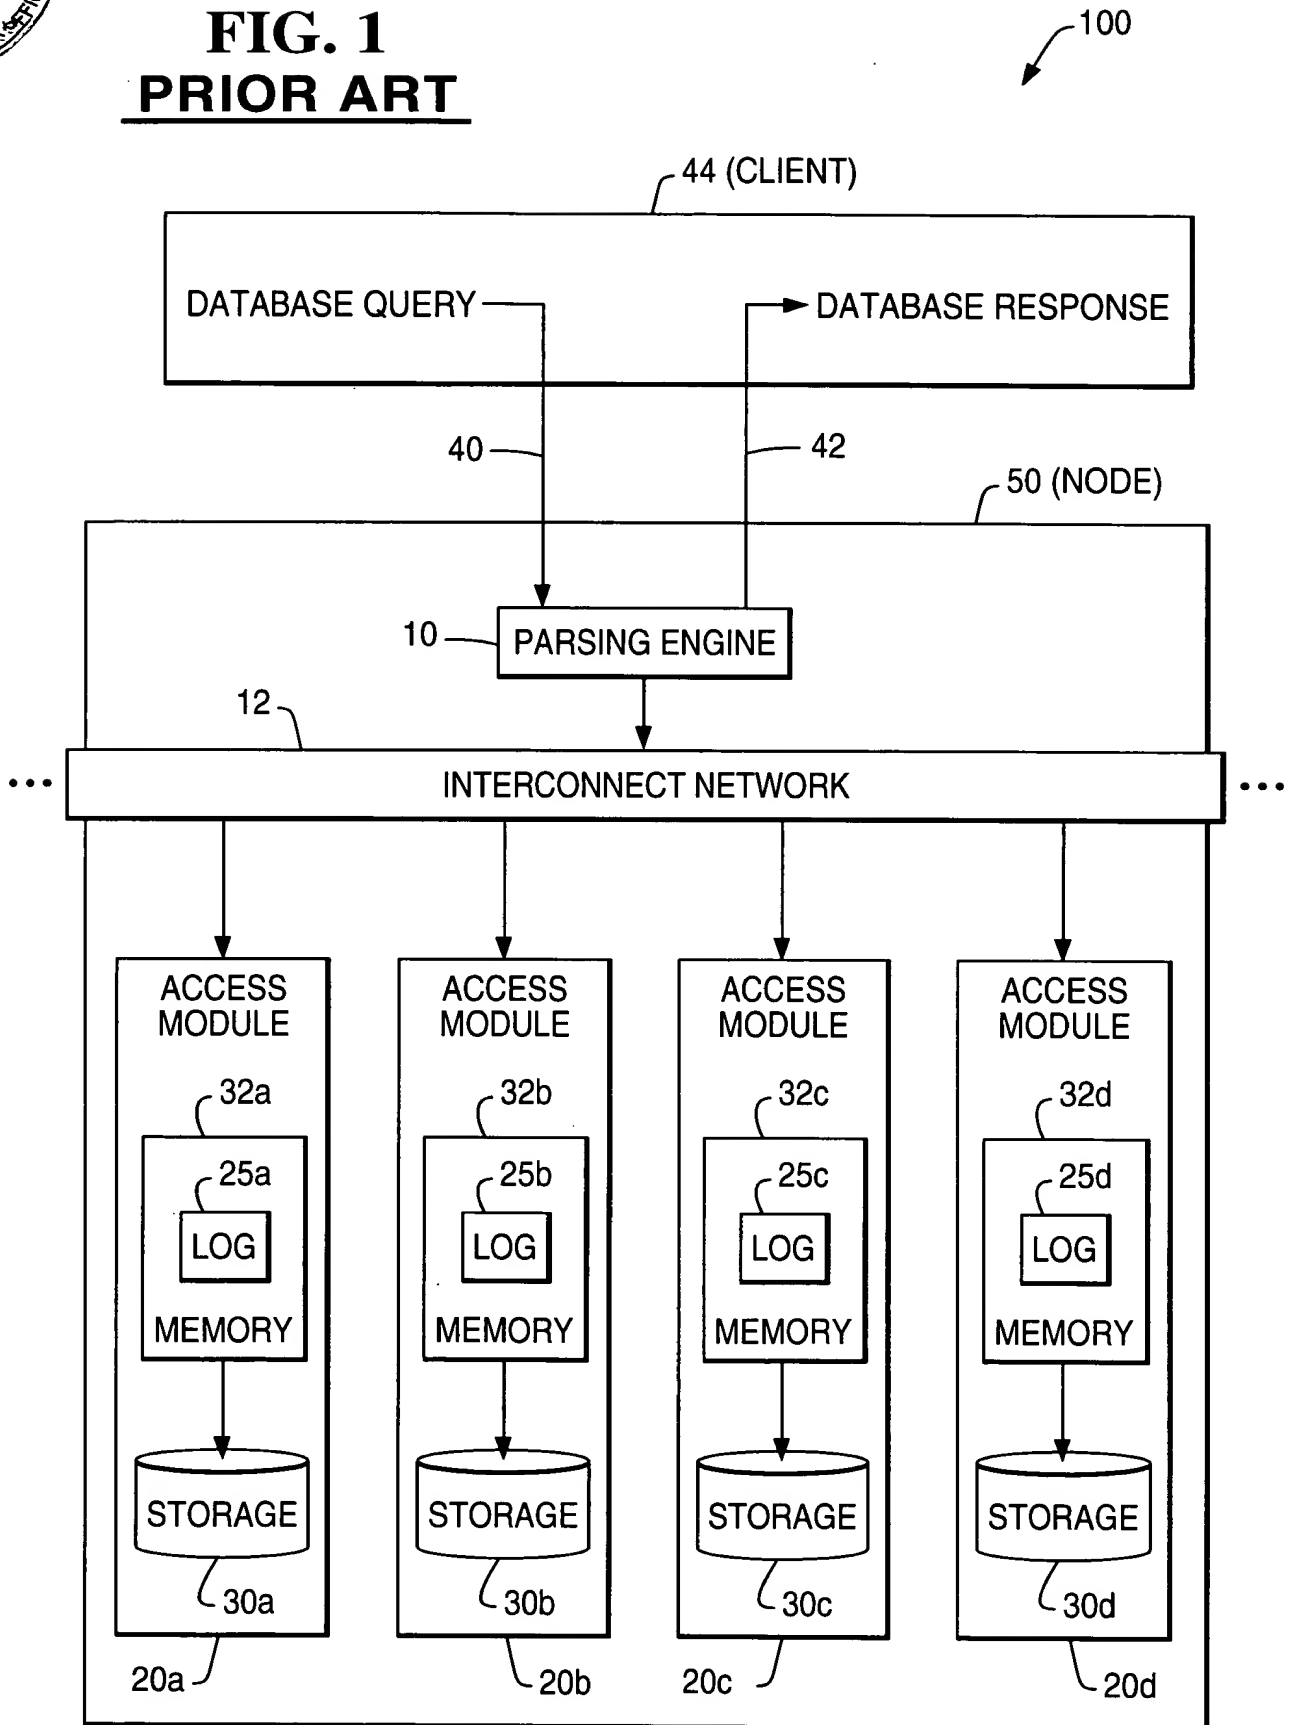 FIG. 1
PRIOR ART
100
44 (CLIENT)
DATABASE QUERY
DATABASE RESPONSE
40
42
50 (NODE)
10
PARSING ENGINE
12
... INTERCONNECT NETWORK ...
ACCESS MODULE
32a
25a
LOG
MEMORY
STORAGE
30a
20a
ACCESS MODULE
32b
25b
LOG
MEMORY
STORAGE
30b
20b
ACCESS MODULE
32c
25c
LOG
MEMORY
STORAGE
30c
20c
ACCESS MODULE
32d
25d
LOG
MEMORY
STORAGE
30d
20d